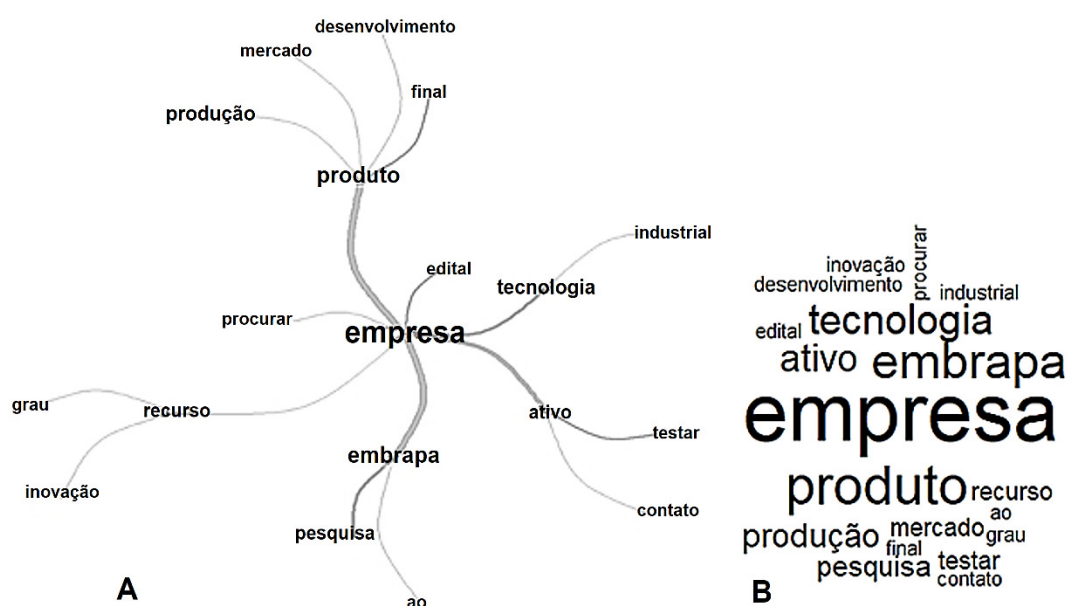 desenvolvimento
mercado
final
produção
produto
industrial
edital
tecnologia
procurar
empresa
grau
recurso
ativo
testar
embrapa
inovação
contato
pesquisa
ao
A
procurar
inovação
desenvolvimento
industrial
edital
tecnologia
ativo
embrapa
empresa
produto
recurso
ao
produção
mercado
grau
final
pesquisa
testar
contato
B